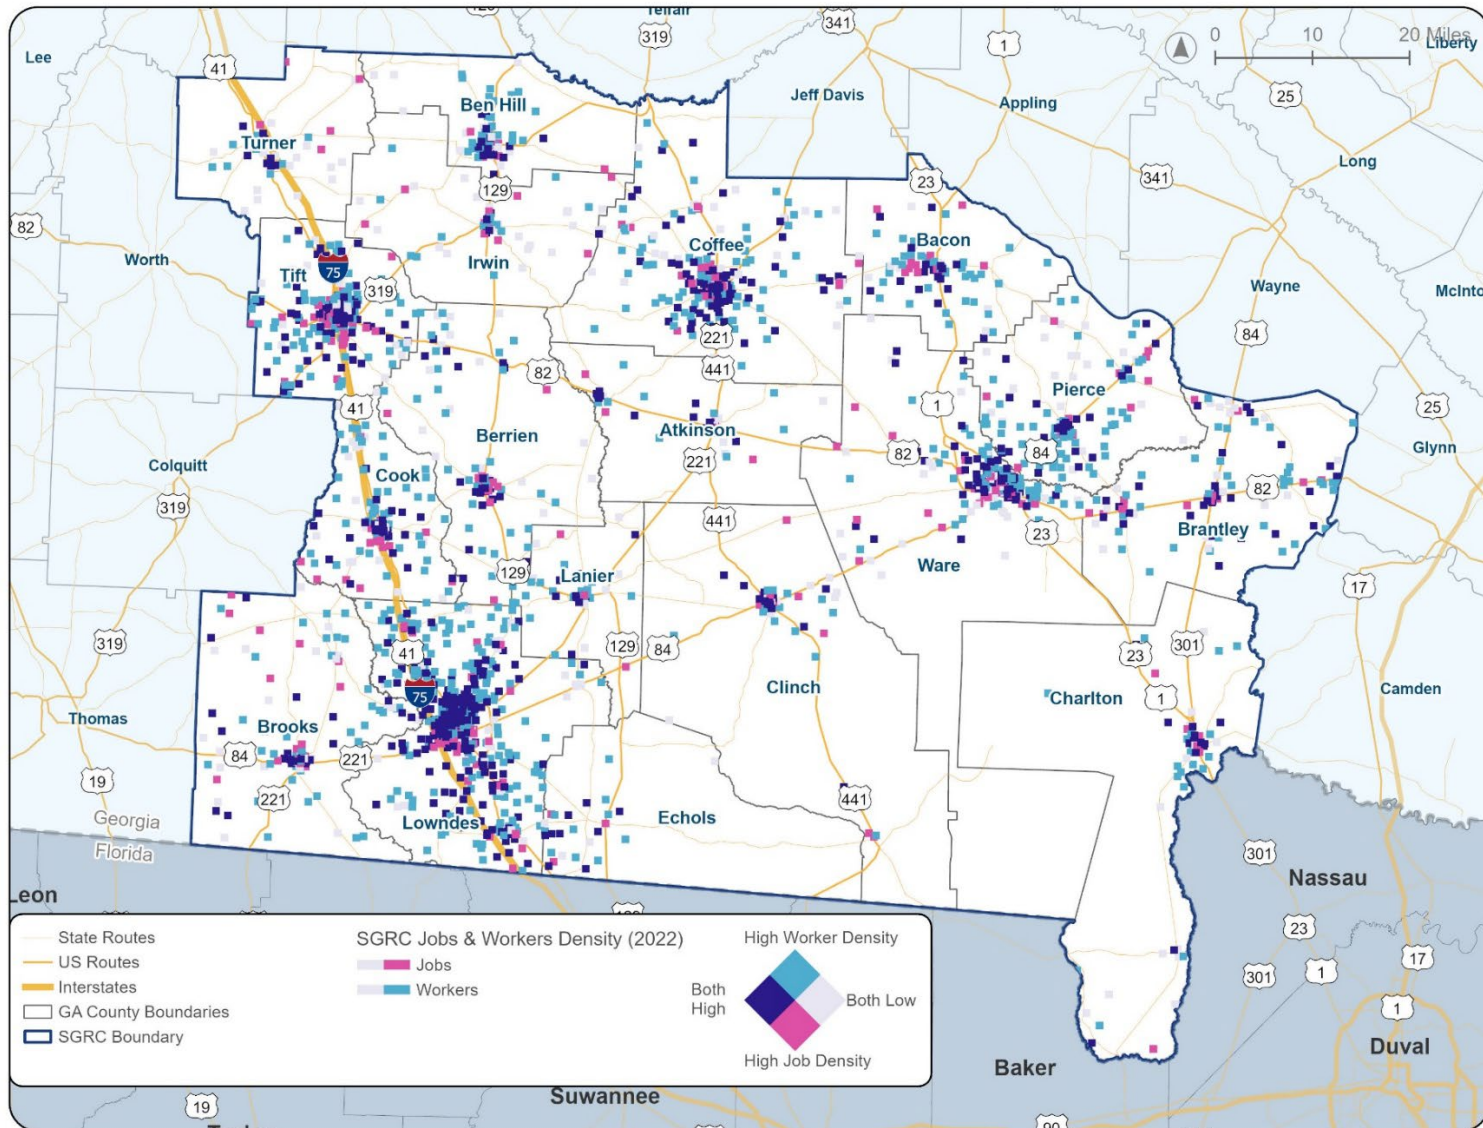 129
Telfair
319
341
1
0 10 20 Miles
Liberty
Lee
41
Jeff Davis
25
Ben Hill
Appling
Turner
Long
341
129
23
82
Coffee
Bacon
Worth
Irwin
75
Tift
319
Wayne
McInto
84
221
441
82
Pierce
41
1
25
Berrien
Atkinson
84
Glynn
Colquitt
Cook
221
82
82
319
441
23
Brantley
Ware
129
Lanier
17
319
129
84
41
23
301
75
Clinch
Charlton
1
Camden
Thomas
Brooks
84
221
19
221
441
Georgia
Lowndes
Echols
Florida
301
Nassau
Leon
23
17
301
1
1
Duval
Baker
Suwannee
19
90
State Routes
US Routes
Interstates
GA County Boundaries
SGRC Boundary
SGRC Jobs & Workers Density (2022)
Jobs
Workers
High Worker Density
Both
High
Both Low
High Job Density